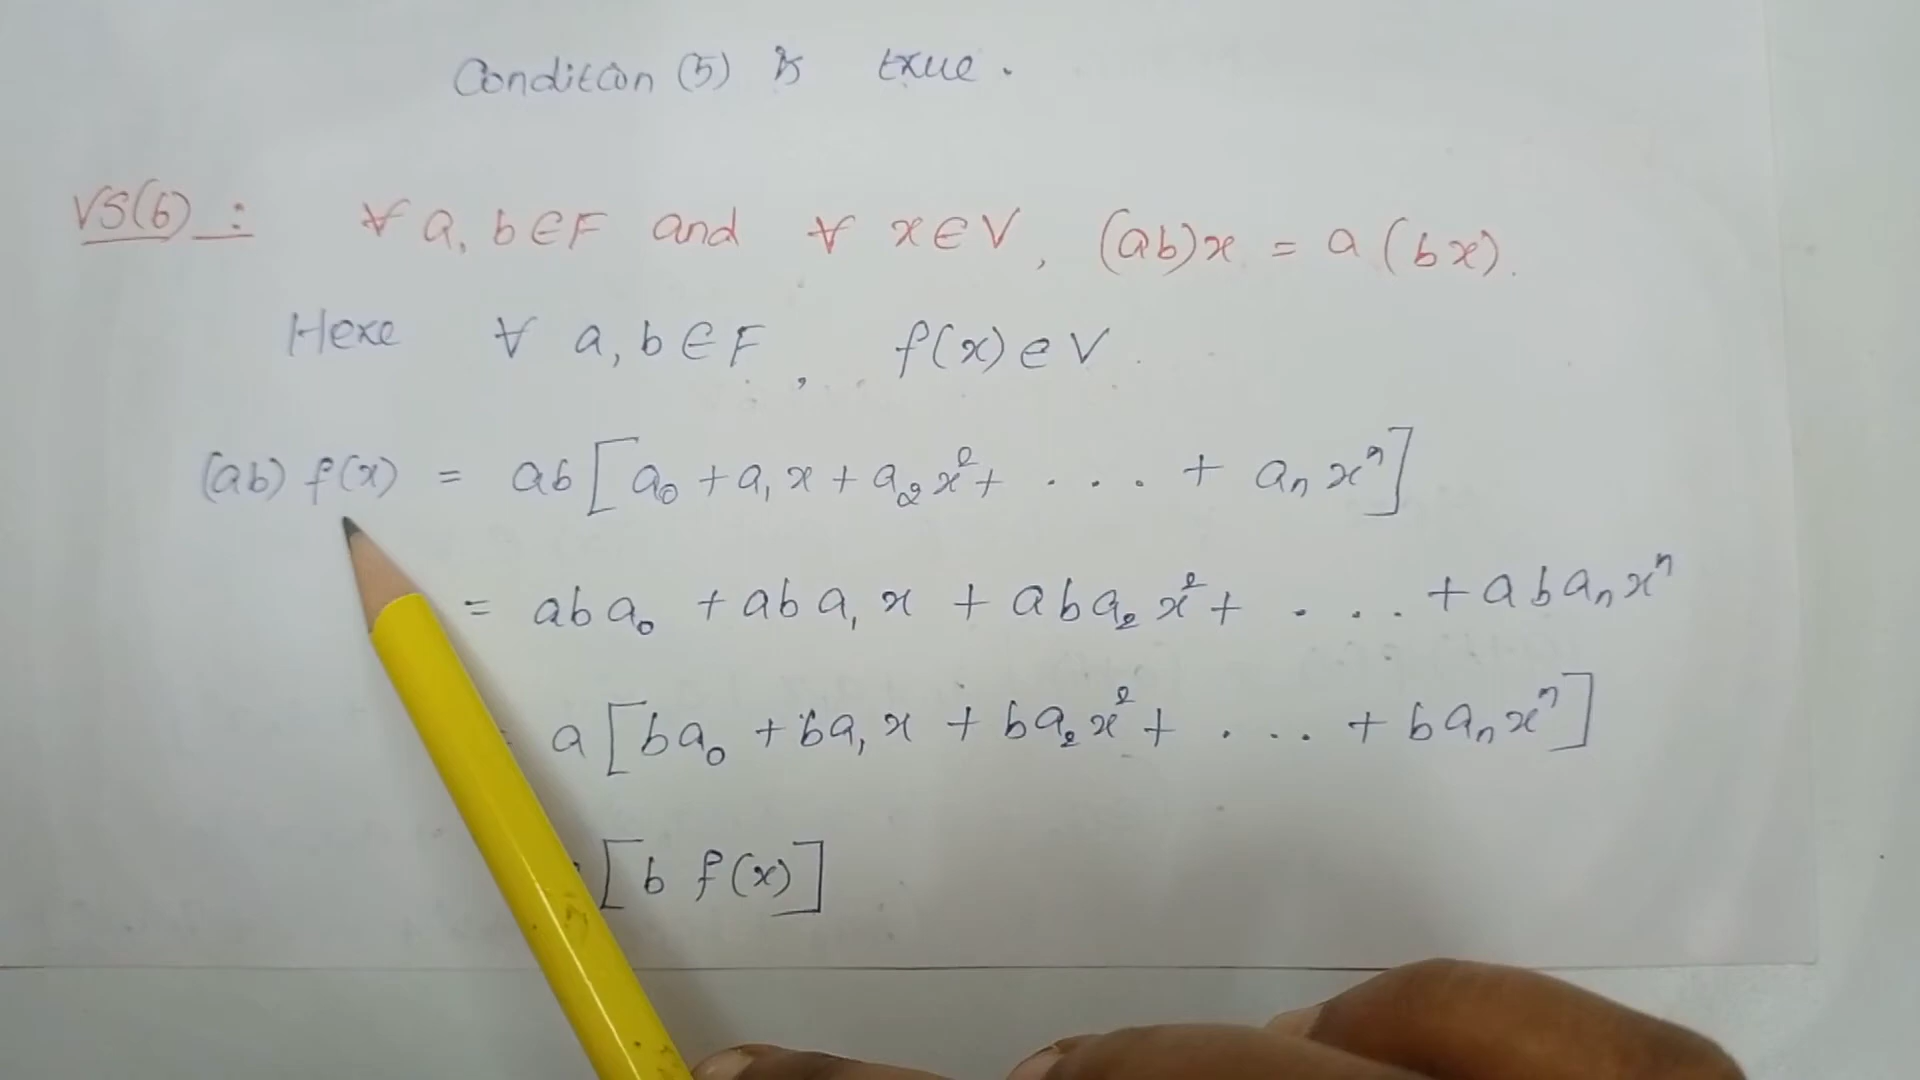 Condition (5) is true.
VS(6) : ∀ a, b ∈ F and ∀ x ∈ V, (ab)x = a(bx).
Here ∀ a, b ∈ F, f(x) ∈ V.
(ab) f(x) = ab[a₀ + a₁x + a₂x² + . . . + aₙxⁿ]
= aba₀ + aba₁x + aba₂x² + . . . + abaₙxⁿ
= a[ba₀ + ba₁x + ba₂x² + . . . + baₙxⁿ]
[b f(x)]